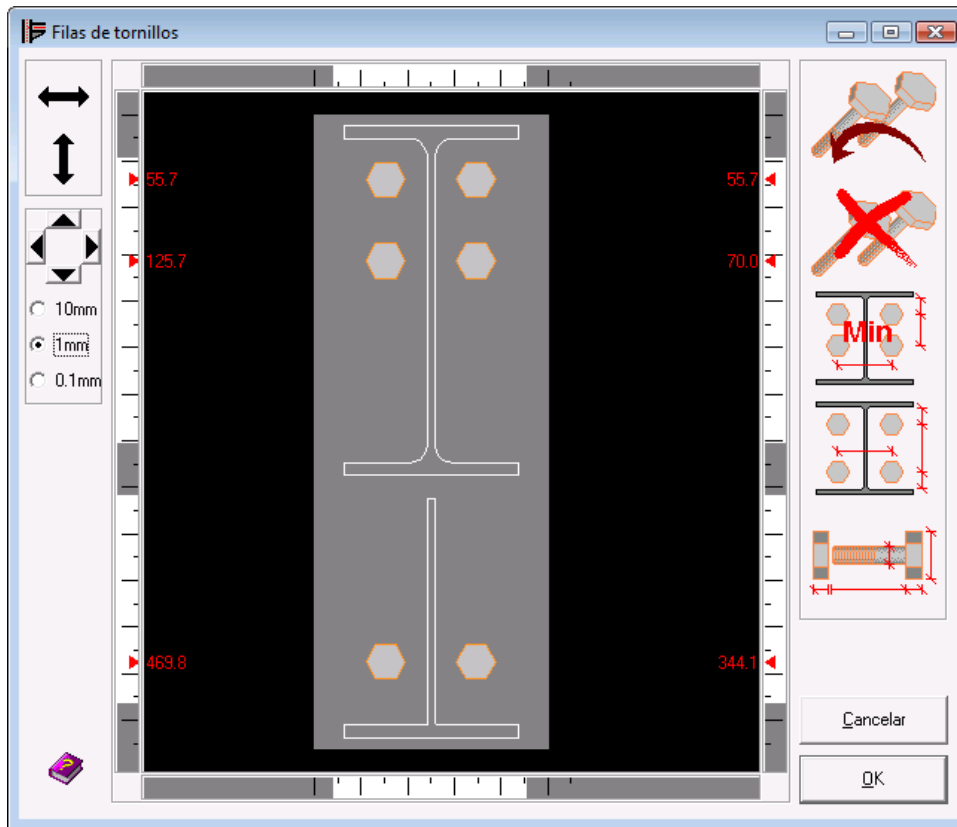 Filas de tornillos
55.7
55.7
125.7
70.0
10mm
1mm
0.1mm
Min
469.8
344.1
Cancelar
OK
?